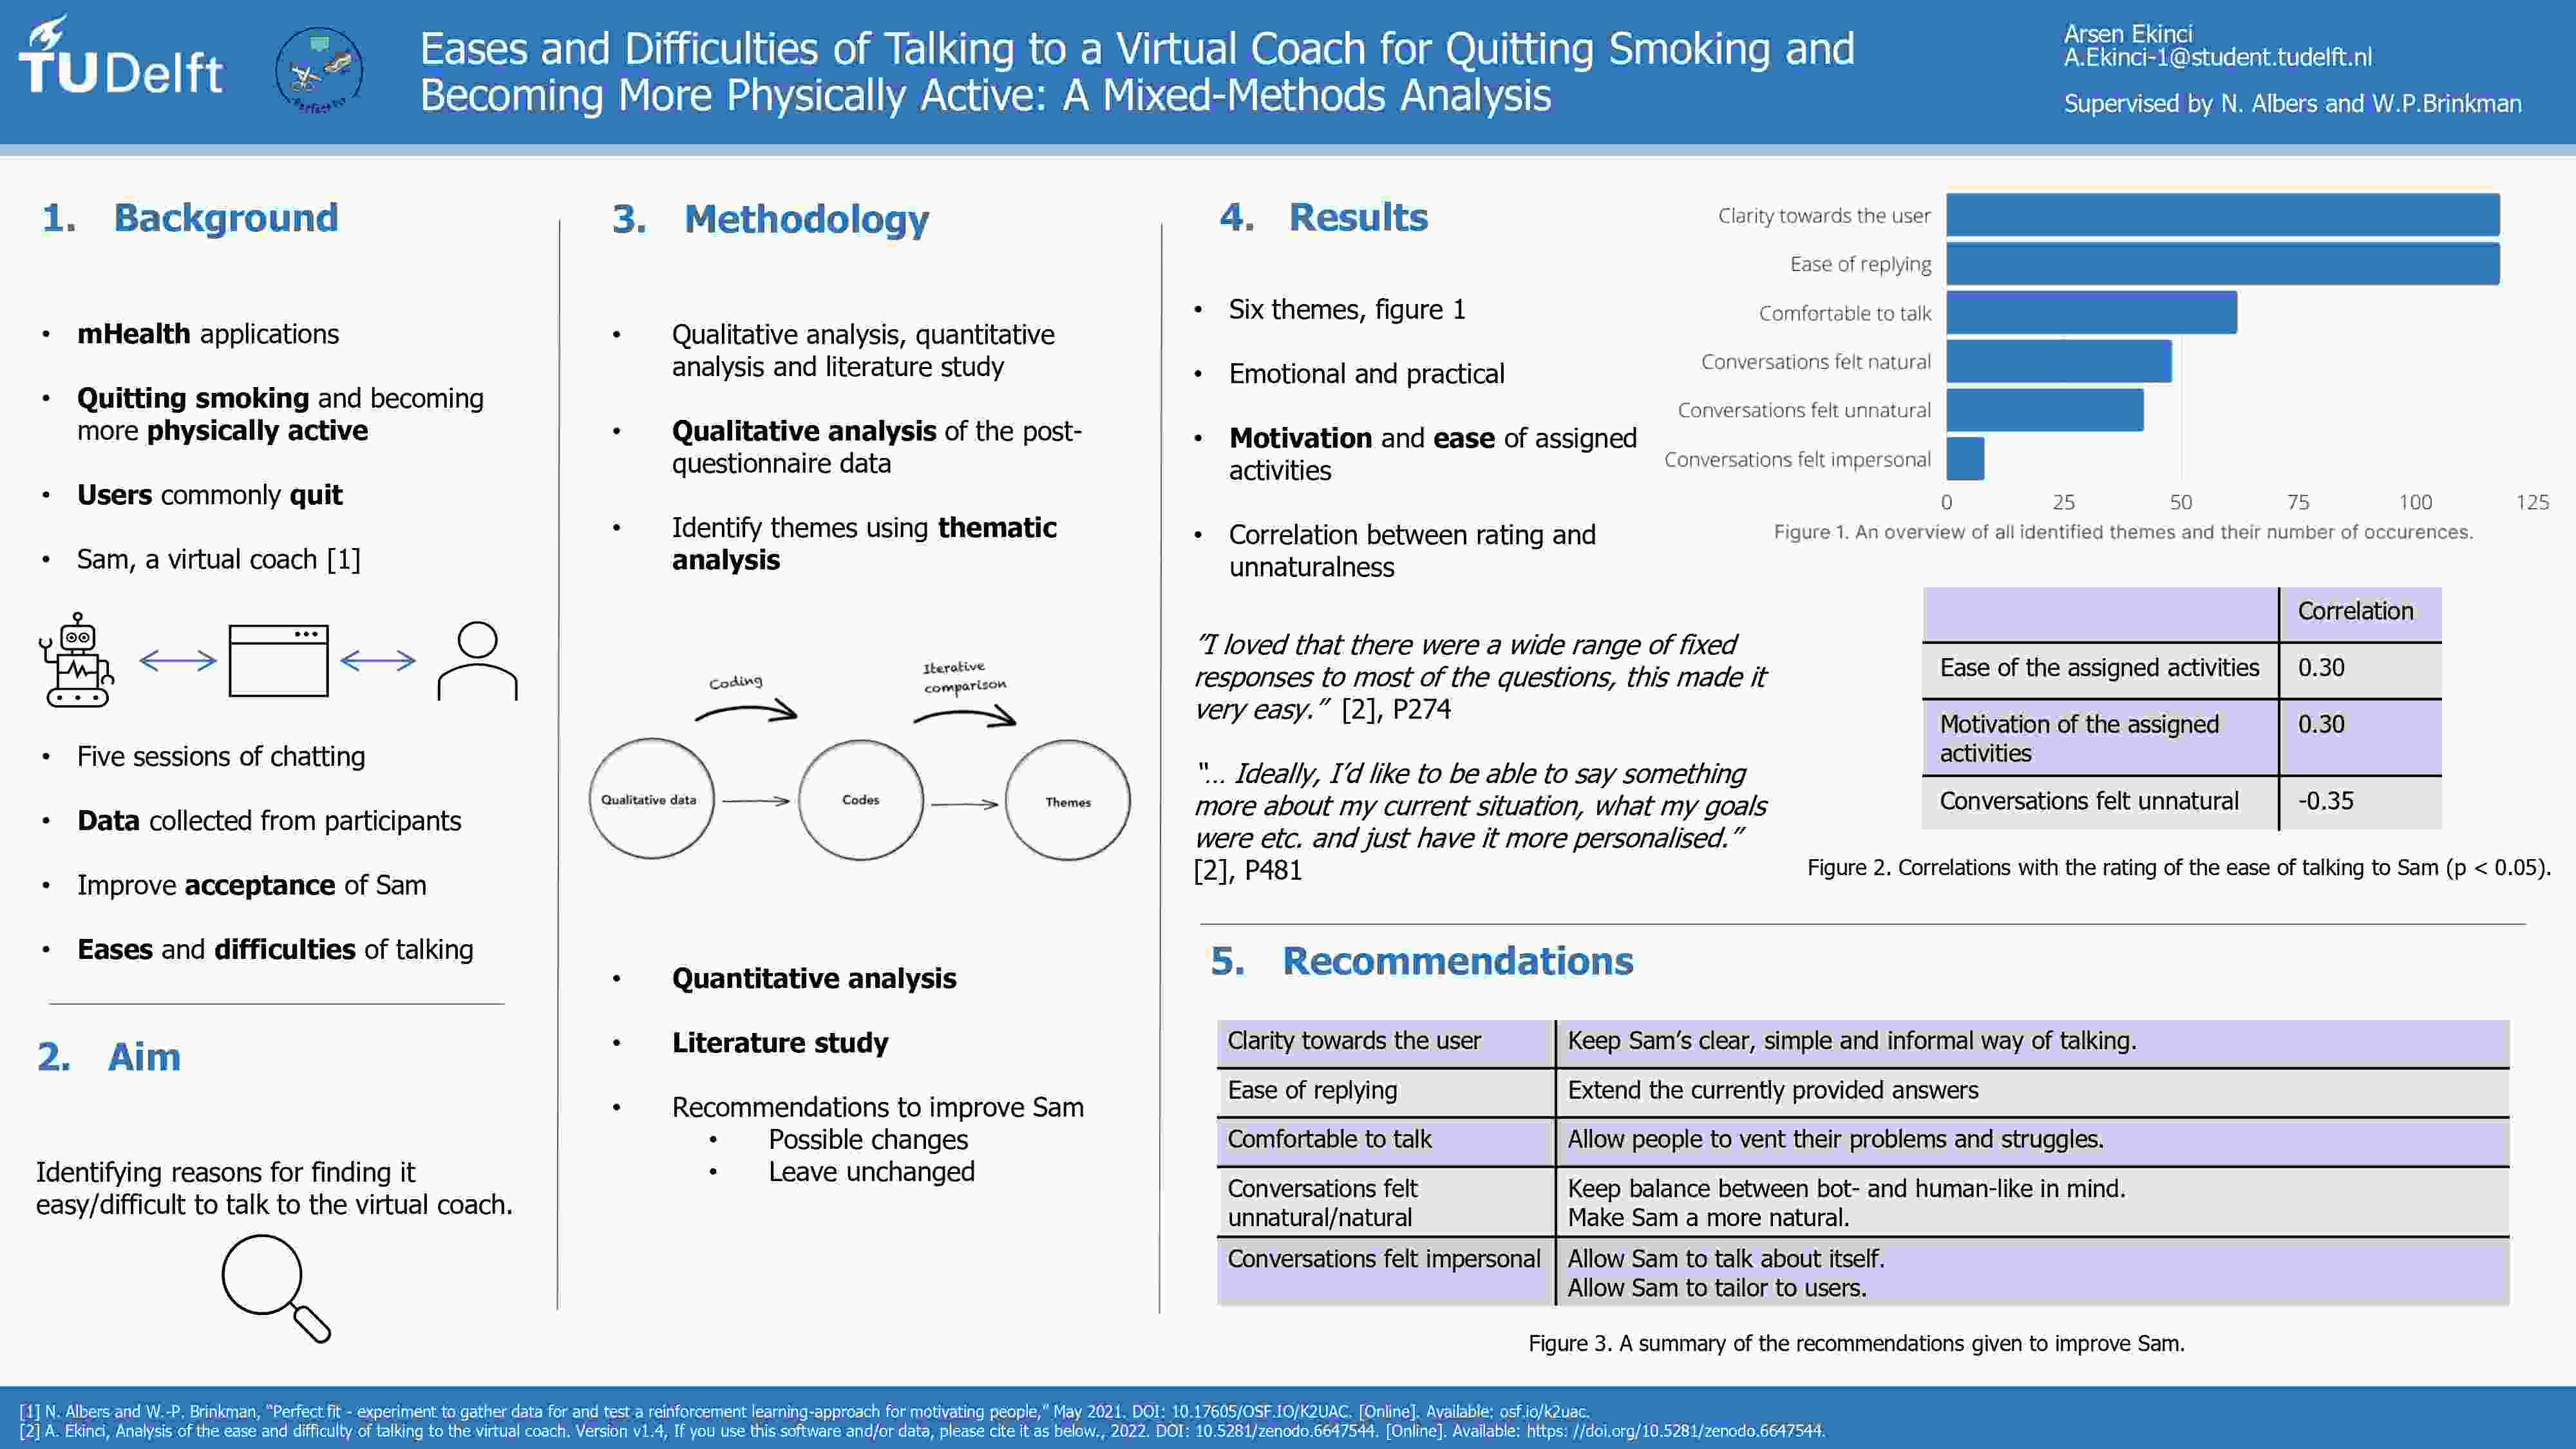 TU Delft
Perfect Fit
Eases and Difficulties of Talking to a Virtual Coach for Quitting Smoking and
Becoming More Physically Active: A Mixed-Methods Analysis
Arsen Ekinci
A.Ekinci-1@student.tudelft.nl
Supervised by N. Albers and W.P.Brinkman
1. Background
• mHealth applications
• Quitting smoking and becoming
more physically active
• Users commonly quit
• Sam, a virtual coach [1]
• Five sessions of chatting
• Data collected from participants
• Improve acceptance of Sam
• Eases and difficulties of talking
2. Aim
Identifying reasons for finding it
easy/difficult to talk to the virtual coach.
3. Methodology
• Qualitative analysis, quantitative
analysis and literature study
• Qualitative analysis of the post-
questionnaire data
• Identify themes using thematic
analysis
Coding
Iterative
comparison
Qualitative data
Codes
Themes
• Quantitative analysis
• Literature study
• Recommendations to improve Sam
• Possible changes
• Leave unchanged
4. Results
• Six themes, figure 1
• Emotional and practical
• Motivation and ease of assigned
activities
• Correlation between rating and
unnaturalness
"I loved that there were a wide range of fixed
responses to most of the questions, this made it
very easy." [2], P274
"... Ideally, I'd like to be able to say something
more about my current situation, what my goals
were etc. and just have it more personalised."
[2], P481
Clarity towards the user
Ease of replying
Comfortable to talk
Conversations felt natural
Conversations felt unnatural
Conversations felt impersonal
0 25 50 75 100 125
Figure 1. An overview of all identified themes and their number of occurences.
Correlation
Ease of the assigned activities 0.30
Motivation of the assigned 0.30
activities
Conversations felt unnatural -0.35
Figure 2. Correlations with the rating of the ease of talking to Sam (p < 0.05).
5. Recommendations
Clarity towards the user Keep Sam's clear, simple and informal way of talking.
Ease of replying Extend the currently provided answers
Comfortable to talk Allow people to vent their problems and struggles.
Conversations felt Keep balance between bot- and human-like in mind.
unnatural/natural Make Sam a more natural.
Conversations felt impersonal Allow Sam to talk about itself.
Allow Sam to tailor to users.
Figure 3. A summary of the recommendations given to improve Sam.
[1] N. Albers and W.-P. Brinkman, "Perfect fit - experiment to gather data for and test a reinforcement learning-approach for motivating people," May 2021. DOI: 10.17605/OSF.IO/K2UAC. [Online]. Available: osf.io/k2uac.
[2] A. Ekinci, Analysis of the ease and difficulty of talking to the virtual coach. Version v1.4, If you use this software and/or data, please cite it as below., 2022. DOI: 10.5281/zenodo.6647544. [Online]. Available: https: //doi.org/10.5281/zenodo.6647544.